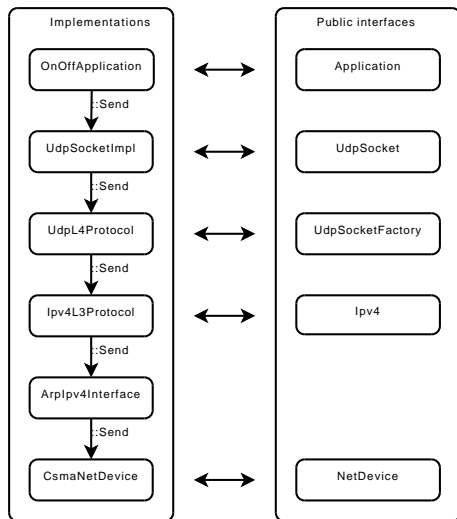 Implementations
Public interfaces
OnOffApplication
Application
::Send
UdpSocketImpl
UdpSocket
::Send
UdpL4Protocol
UdpSocketFactory
::Send
Ipv4L3Protocol
Ipv4
::Send
ArpIpv4Interface
::Send
CsmaNetDevice
NetDevice